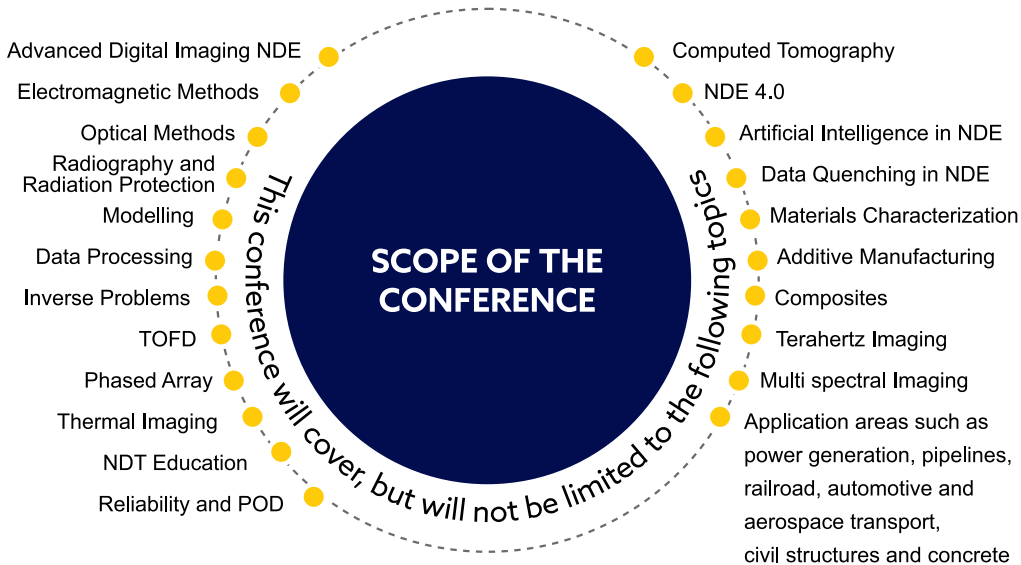 Advanced Digital Imaging NDE
Electromagnetic Methods
Optical Methods
Radiography and
Radiation Protection
Modelling
Data Processing
Inverse Problems
TOFD
Phased Array
Thermal Imaging
NDT Education
Reliability and POD
This conference will cover, but will not be limited to the following topics
SCOPE OF THE
CONFERENCE
Computed Tomography
NDE 4.0
Artificial Intelligence in NDE
Data Quenching in NDE
Materials Characterization
Additive Manufacturing
Composites
Terahertz Imaging
Multi spectral Imaging
Application areas such as
power generation, pipelines,
railroad, automotive and
aerospace transport,
civil structures and concrete